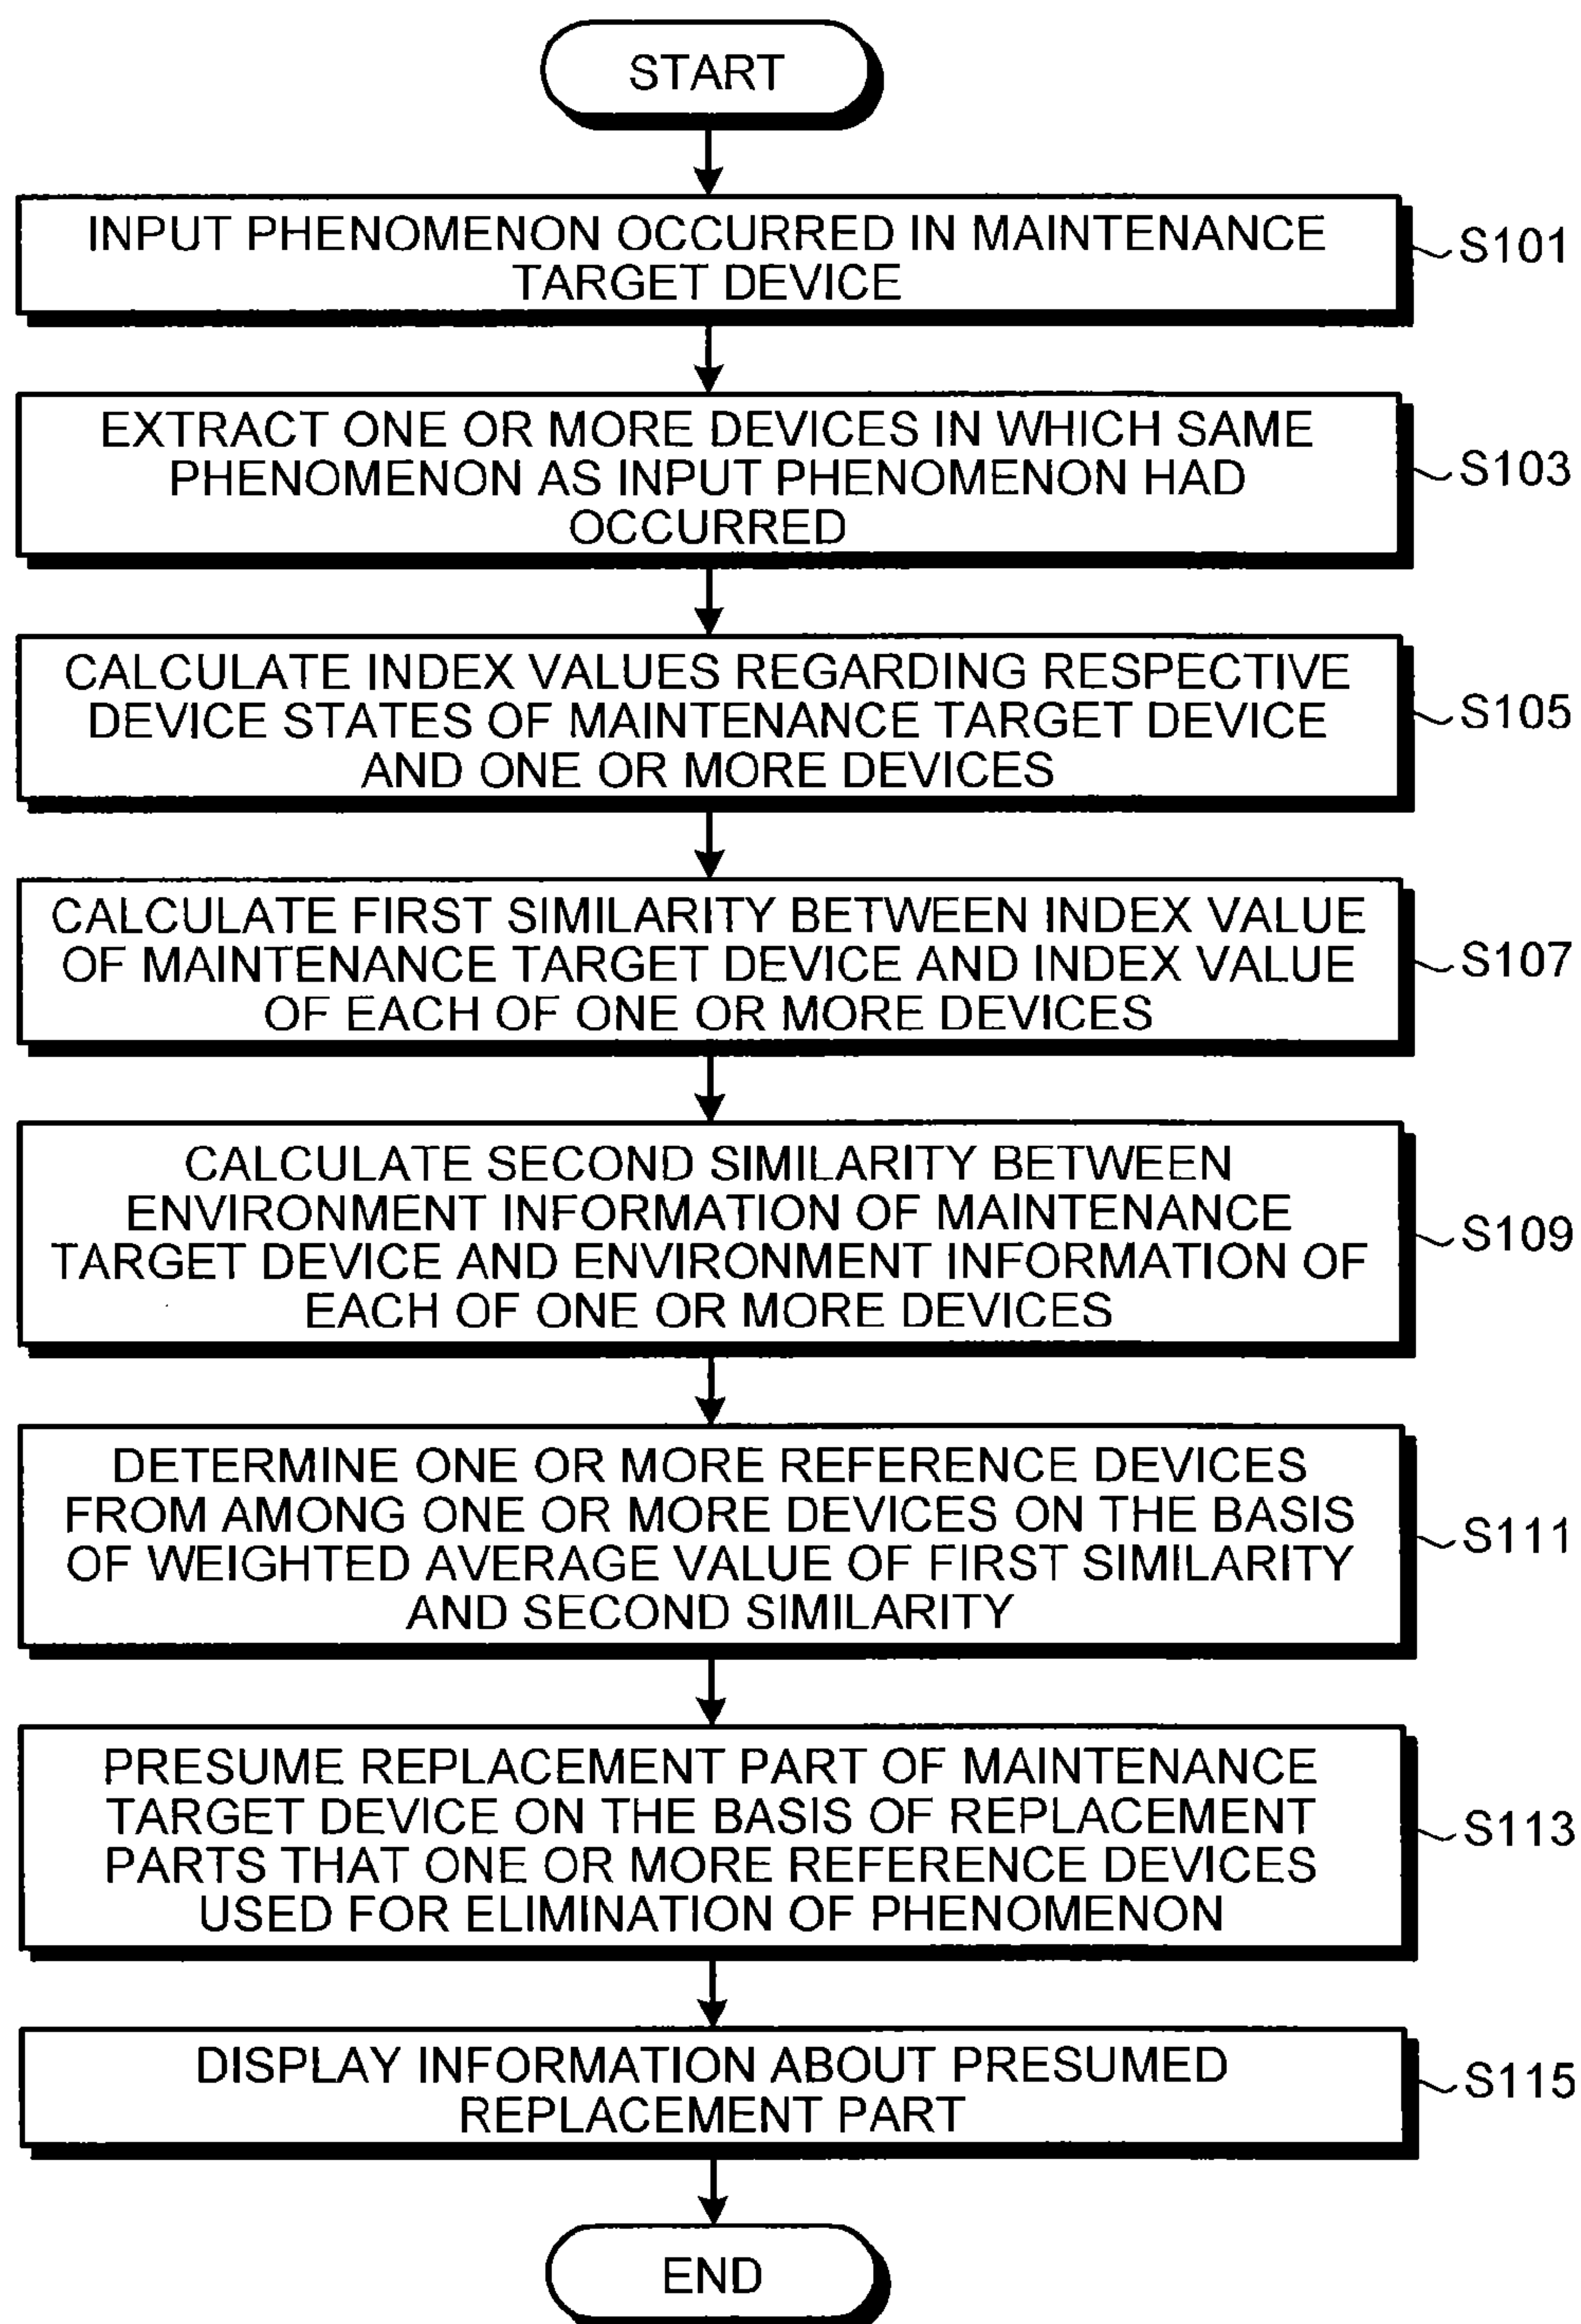 START
INPUT PHENOMENON OCCURRED IN MAINTENANCE
TARGET DEVICE
S101
EXTRACT ONE OR MORE DEVICES IN WHICH SAME
PHENOMENON AS INPUT PHENOMENON HAD
OCCURRED
S103
CALCULATE INDEX VALUES REGARDING RESPECTIVE
DEVICE STATES OF MAINTENANCE TARGET DEVICE
AND ONE OR MORE DEVICES
S105
CALCULATE FIRST SIMILARITY BETWEEN INDEX VALUE
OF MAINTENANCE TARGET DEVICE AND INDEX VALUE
OF EACH OF ONE OR MORE DEVICES
S107
CALCULATE SECOND SIMILARITY BETWEEN
ENVIRONMENT INFORMATION OF MAINTENANCE
TARGET DEVICE AND ENVIRONMENT INFORMATION OF
EACH OF ONE OR MORE DEVICES
S109
DETERMINE ONE OR MORE REFERENCE DEVICES
FROM AMONG ONE OR MORE DEVICES ON THE BASIS
OF WEIGHTED AVERAGE VALUE OF FIRST SIMILARITY
AND SECOND SIMILARITY
S111
PRESUME REPLACEMENT PART OF MAINTENANCE
TARGET DEVICE ON THE BASIS OF REPLACEMENT
PARTS THAT ONE OR MORE REFERENCE DEVICES
USED FOR ELIMINATION OF PHENOMENON
S113
DISPLAY INFORMATION ABOUT PRESUMED
REPLACEMENT PART
S115
END